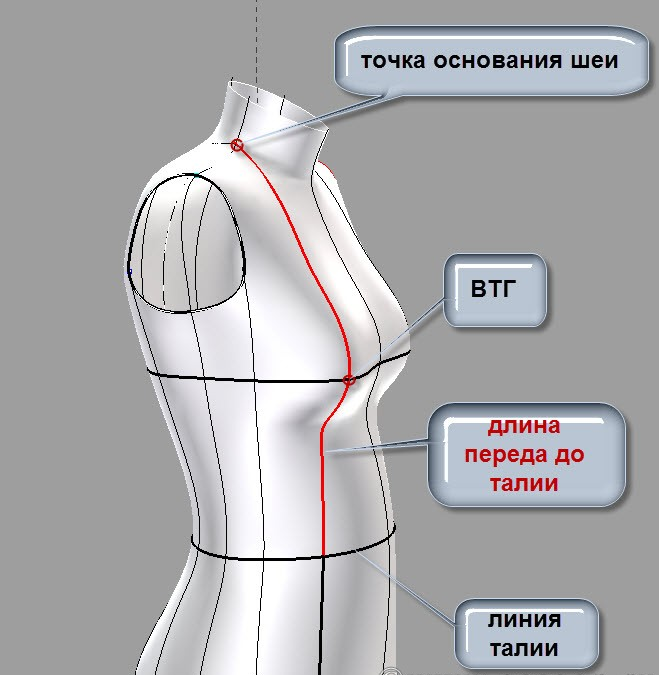 точка основания шеи
ВТГ
длина
переда до
талии
линия
талии